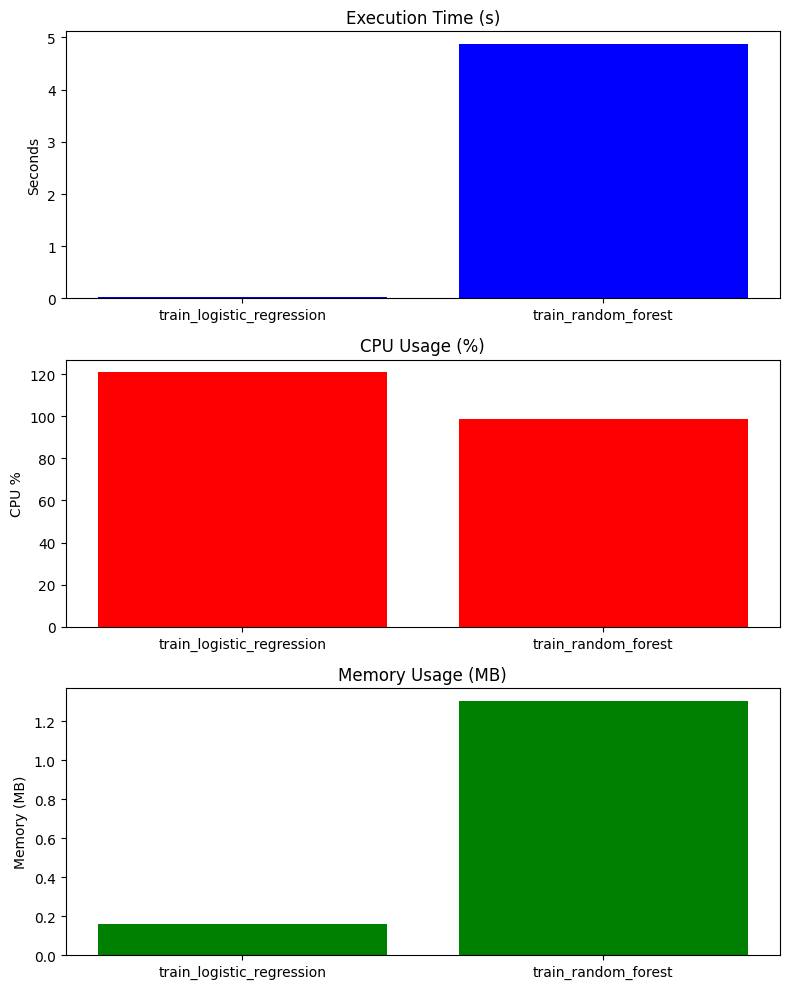 Execution Time (s)
5
4
3
2
1
0
Seconds
train_logistic_regression train_random_forest
CPU Usage (%)
120
100
80
60
40
20
0
CPU %
train_logistic_regression train_random_forest
Memory Usage (MB)
1.2
1.0
0.8
0.6
0.4
0.2
0.0
Memory (MB)
train_logistic_regression train_random_forest